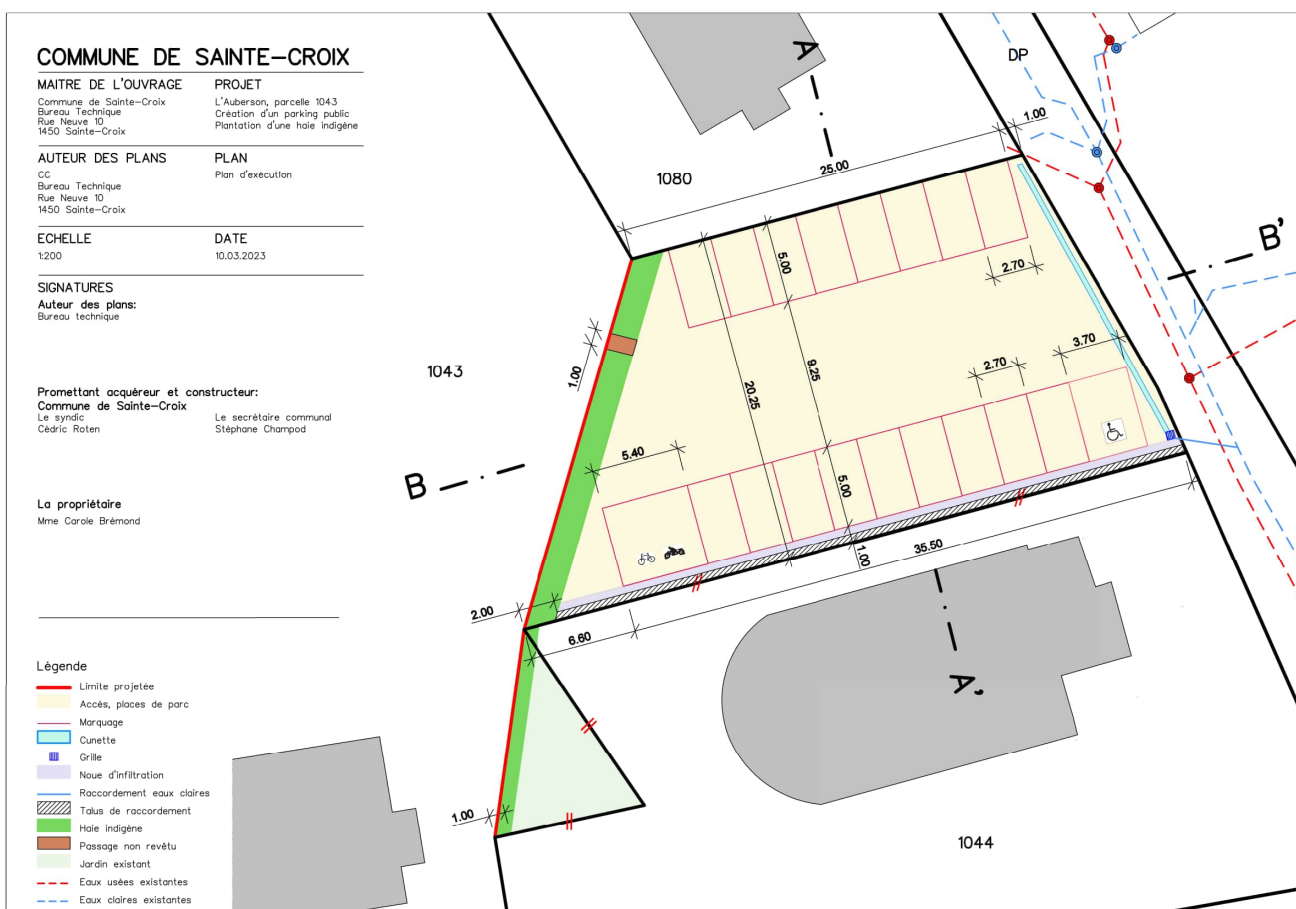 COMMUNE DE SAINTE-CROIX
MAITRE DE L'OUVRAGE
Commune de Sainte-Croix
Bureau Technique
Rue Neuve 10
1450 Sainte-Croix
PROJET
L'Auberson, parcelle 1043
Création d'un parking public
Plantation d'une haie indigène
AUTEUR DES PLANS
CC
Bureau Technique
Rue Neuve 10
1450 Sainte-Croix
PLAN
Plan d'exécution
ECHELLE
1:200
DATE
10.03.2023
SIGNATURES
Auteur des plans:
Bureau technique
Promettant acquéreur et constructeur:
Commune de Sainte-Croix
Le syndic
Cédric Roten
Le secrétaire communal
Stéphane Champod
La propriétaire
Mme Carole Brémond
Légende
Limite projetée
Accès, places de parc
Marquage
Cunette
Grille
Noue d'infiltration
Raccordement eaux claires
Talus de raccordement
Haie indigène
Passage non revêtu
Jardin existant
Eaux usées existantes
Eaux claires existantes
A
DP
1.00
25.00
1080
B'
5.00
2.70
1043
1.00
20.25
9.25
2.70
3.70
5.40
B
5.00
1.00
35.50
2.00
6.60
A'
1.00
1044